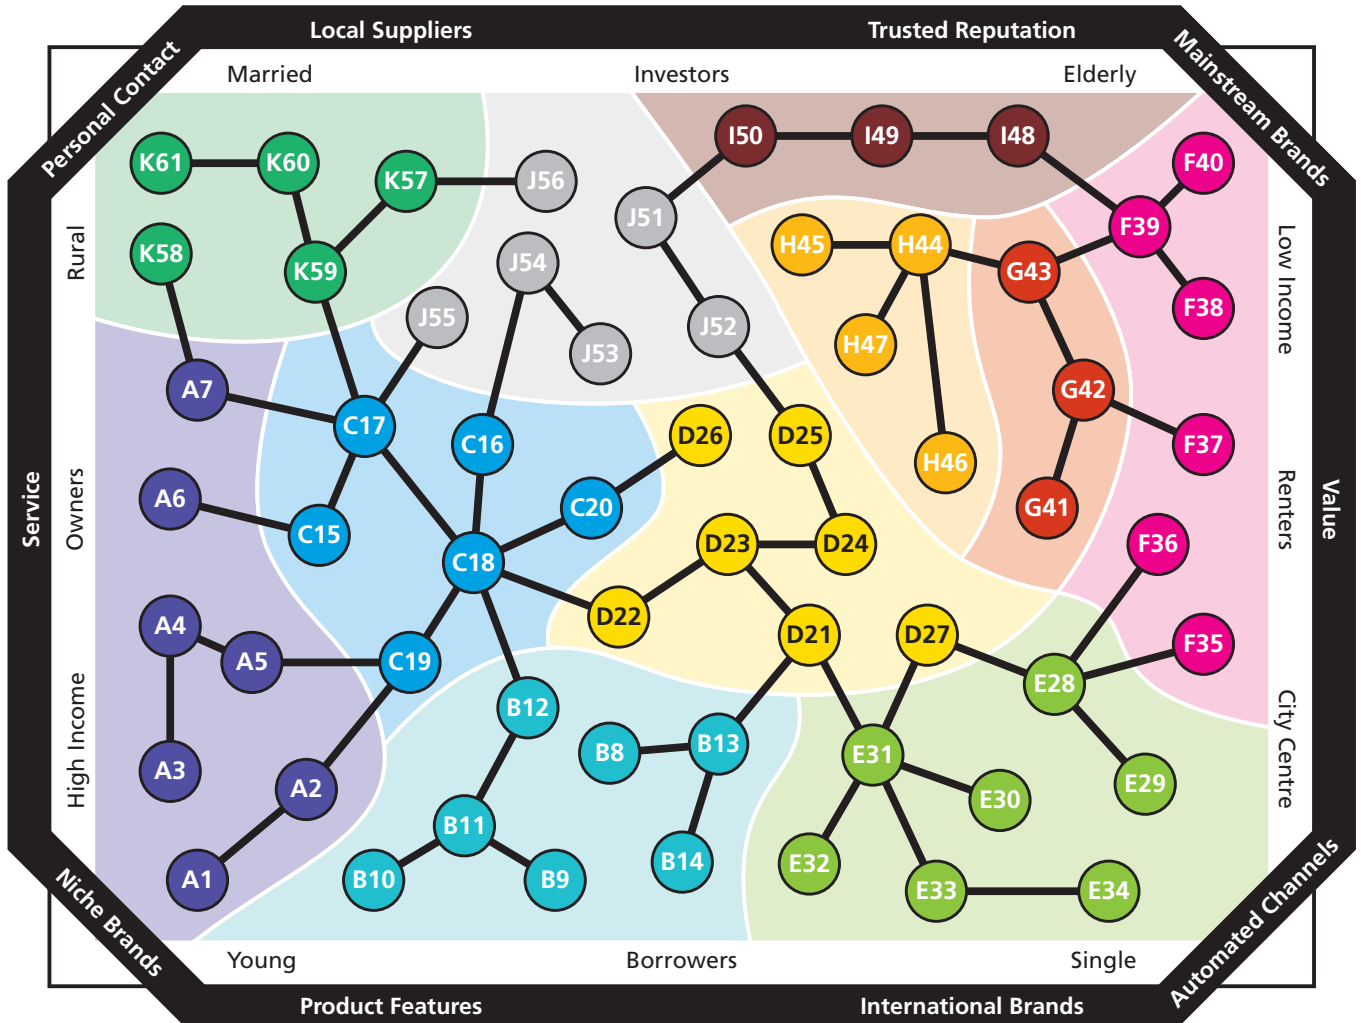 Local Suppliers
Trusted Reputation
Personal Contact
Mainstream Brands
Married
Investors
Elderly
I50
I49
I48
K61
K60
K57
J56
F40
J51
F39
K58
K59
J54
H45
H44
G43
Rural
Low Income
J55
J52
J53
H47
F38
A7
G42
C17
C16
D26
D25
F37
H46
A6
C15
C20
G41
Owners
Renters
Service
Value
C18
D23
D24
F36
D22
D21
D27
F35
A4
A5
C19
E28
High Income
City Centre
B12
B8
B13
E31
A3
A2
E29
E30
B11
A1
B10
B9
B14
E32
E33
E34
Niche Brands
Automated Channels
Young
Borrowers
Single
Product Features
International Brands